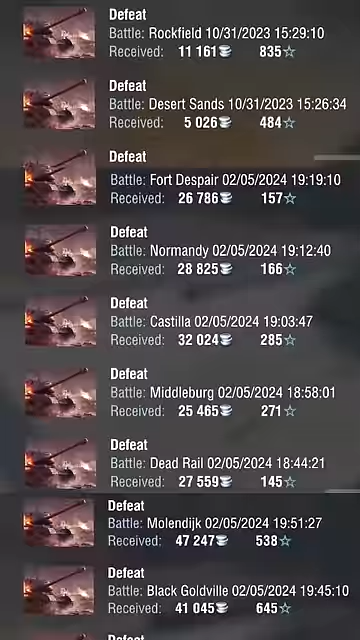 Defeat
Battle: Rockfield 10/31/2023 15:29:10
Received: 11 161 835
Defeat
Battle: Desert Sands 10/31/2023 15:26:34
Received: 5 026 484
Defeat
Battle: Fort Despair 02/05/2024 19:19:10
Received: 26 786 157
Defeat
Battle: Normandy 02/05/2024 19:12:40
Received: 28 825 166
Defeat
Battle: Castilla 02/05/2024 19:03:47
Received: 32 024 285
Defeat
Battle: Middleburg 02/05/2024 18:58:01
Received: 25 465 271
Defeat
Battle: Dead Rail 02/05/2024 18:44:21
Received: 27 559 145
Defeat
Battle: Molendijk 02/05/2024 19:51:27
Received: 47 247 538
Defeat
Battle: Black Goldville 02/05/2024 19:45:10
Received: 41 045 645
Defeat